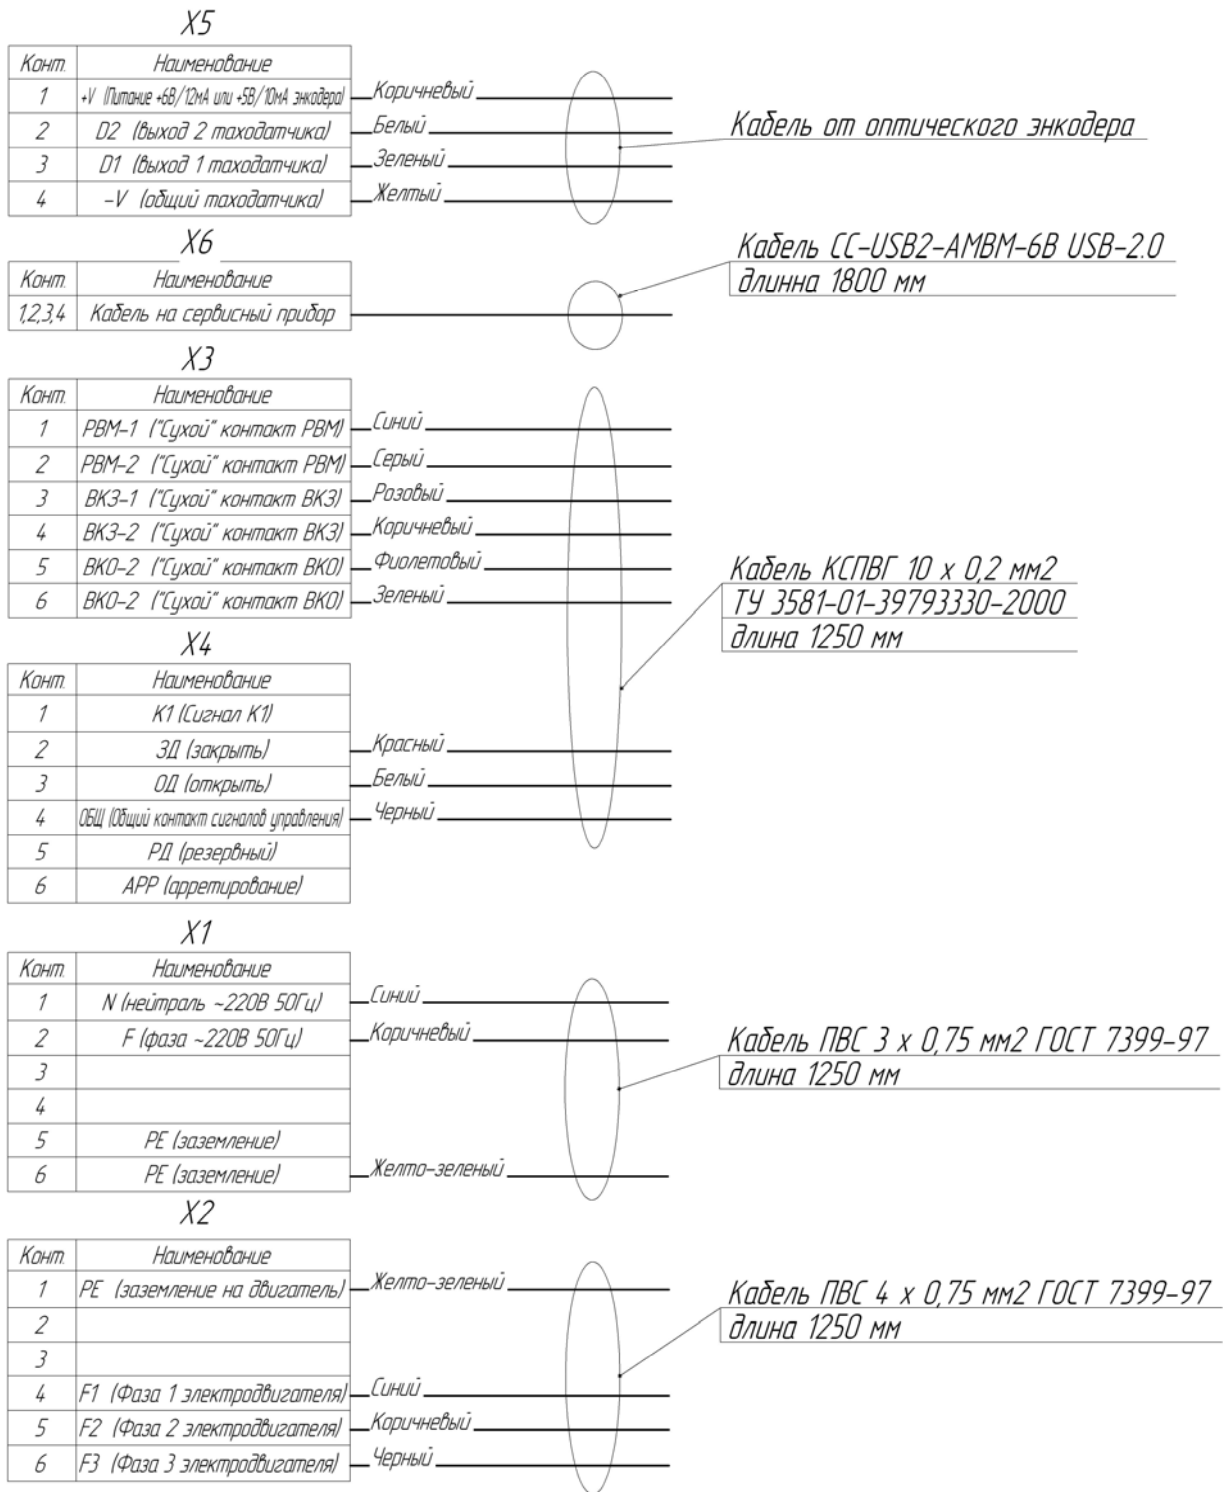 X5
Конт. Наименование
1 +V (Питание +6В/12мА или +5В/10мА энкодера) Коричневый
2 D2 (выход 2 таходатчика) Белый
Кабель от оптического энкодера
3 D1 (выход 1 таходатчика) Зеленый
4 -V (общий таходатчика) Желтый
X6
Кабель CC-USB2-AMBM-6B USB-2.0
длинна 1800 мм
Конт. Наименование
1,2,3,4 Кабель на сервисный прибор
X3
Конт. Наименование
1 РВМ-1 ("Сухой" контакт РВМ) Синий
2 РВМ-2 ("Сухой" контакт РВМ) Серый
3 ВКЗ-1 ("Сухой" контакт ВКЗ) Розовый
4 ВКЗ-2 ("Сухой" контакт ВКЗ) Коричневый
5 ВКО-2 ("Сухой" контакт ВКО) Фиолетовый
6 ВКО-2 ("Сухой" контакт ВКО) Зеленый
Кабель КСПВГ 10 х 0,2 мм2
ТУ 3581-01-39793330-2000
длина 1250 мм
X4
Конт. Наименование
1 К1 (Сигнал К1)
2 ЗД (закрыть) Красный
3 ОД (открыть) Белый
4 ОБЩ (Общий контакт сигналов управления) Черный
5 РД (резервный)
6 АРР (арретирование)
X1
Конт. Наименование
1 N (нейтраль ~220В 50Гц) Синий
2 F (фаза ~220В 50Гц) Коричневый
Кабель ПВС 3 х 0,75 мм2 ГОСТ 7399-97
длина 1250 мм
3
4
5 PE (заземление)
6 PE (заземление) Желто-зеленый
X2
Конт. Наименование
1 PE (заземление на двигатель) Желто-зеленый
Кабель ПВС 4 х 0,75 мм2 ГОСТ 7399-97
длина 1250 мм
2
3
4 F1 (Фаза 1 электродвигателя) Синий
5 F2 (Фаза 2 электродвигателя) Коричневый
6 F3 (Фаза 3 электродвигателя) Черный